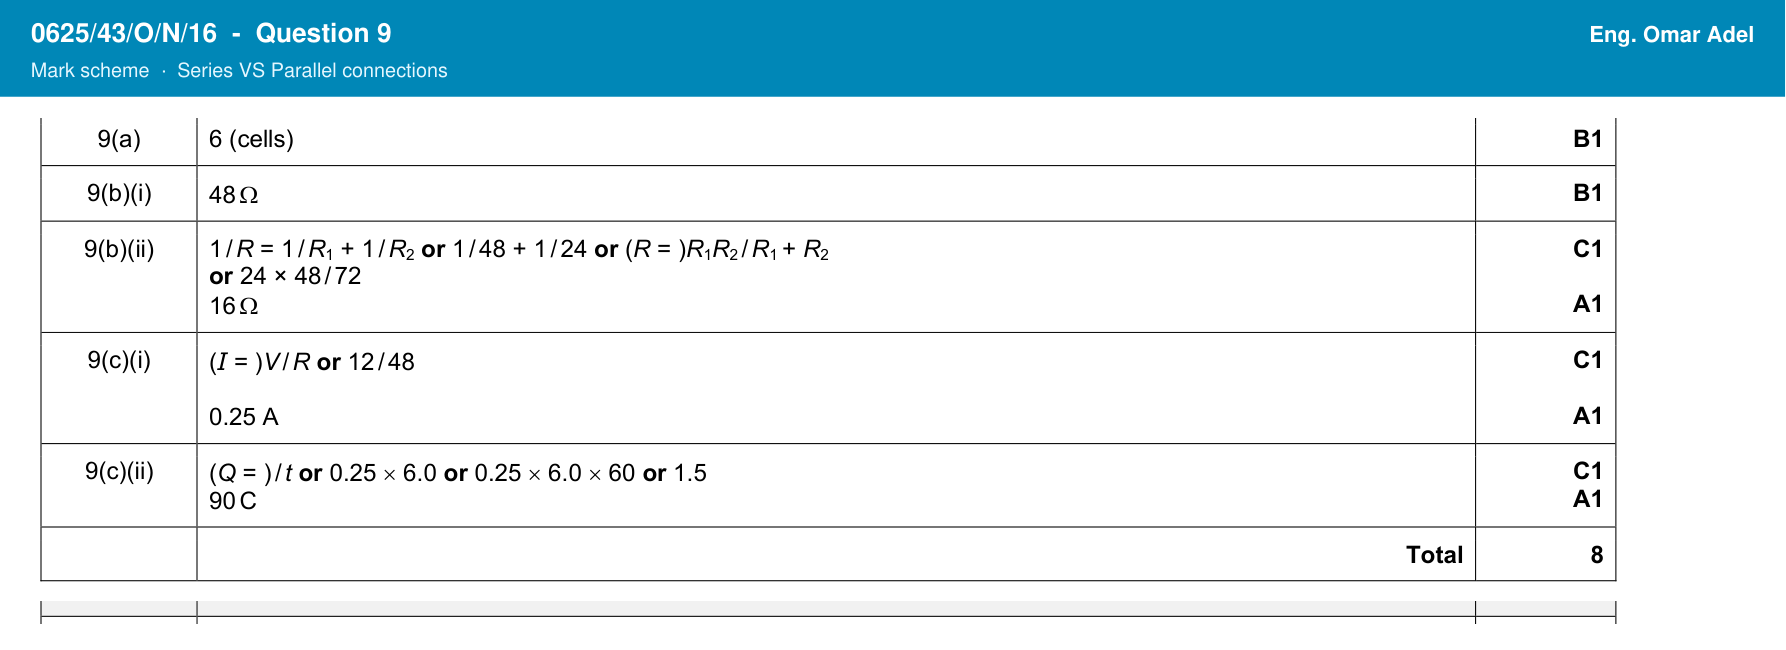 0625/43/O/N/16 - Question 9
Eng. Omar Adel
Mark scheme · Series VS Parallel connections
9(a) 6 (cells) B1
9(b)(i) 48 Ω B1
9(b)(ii) 1/R = 1/R₁ + 1/R₂ or 1/48 + 1/24 or (R = )R₁R₂/R₁ + R₂ C1
or 24 × 48/72
16 Ω A1
9(c)(i) (I = )V/R or 12/48 C1
0.25 A A1
9(c)(ii) (Q = )/t or 0.25 × 6.0 or 0.25 × 6.0 × 60 or 1.5 C1
90 C A1
Total 8